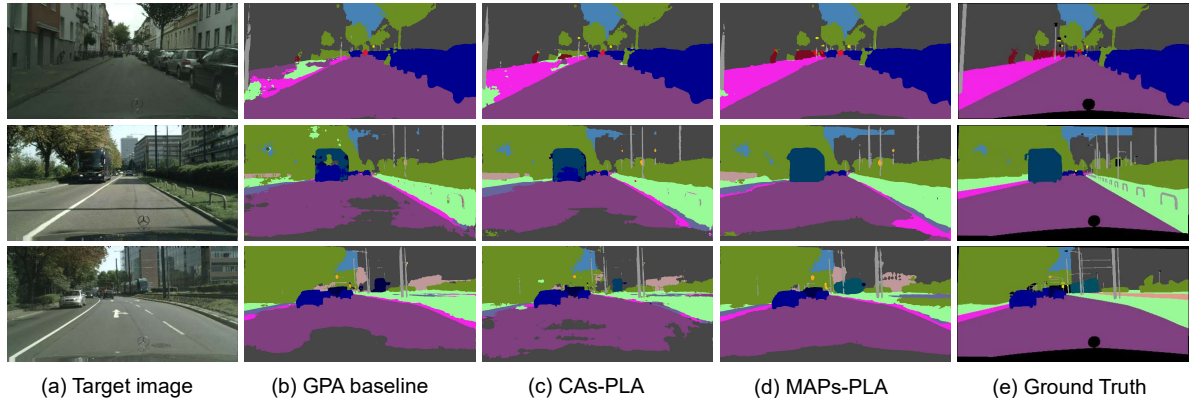 (a) Target image
(b) GPA baseline
(c) CAs-PLA
(d) MAPs-PLA
(e) Ground Truth